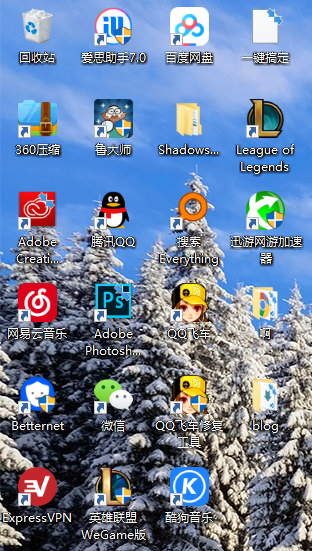 回收站
爱思助手7.0
百度网盘
一键搞定
360压缩
鲁大师
Shadows...
League of
Legends
Adobe
Creati...
腾讯QQ
搜索
Everything
迅游网游加速
器
网易云音乐
Ps
Adobe
Photosh...
QQ飞车
啊
Betternet
微信
QQ飞车修复
工具
blog
ExpressVPN
英雄联盟
WeGame版
酷狗音乐